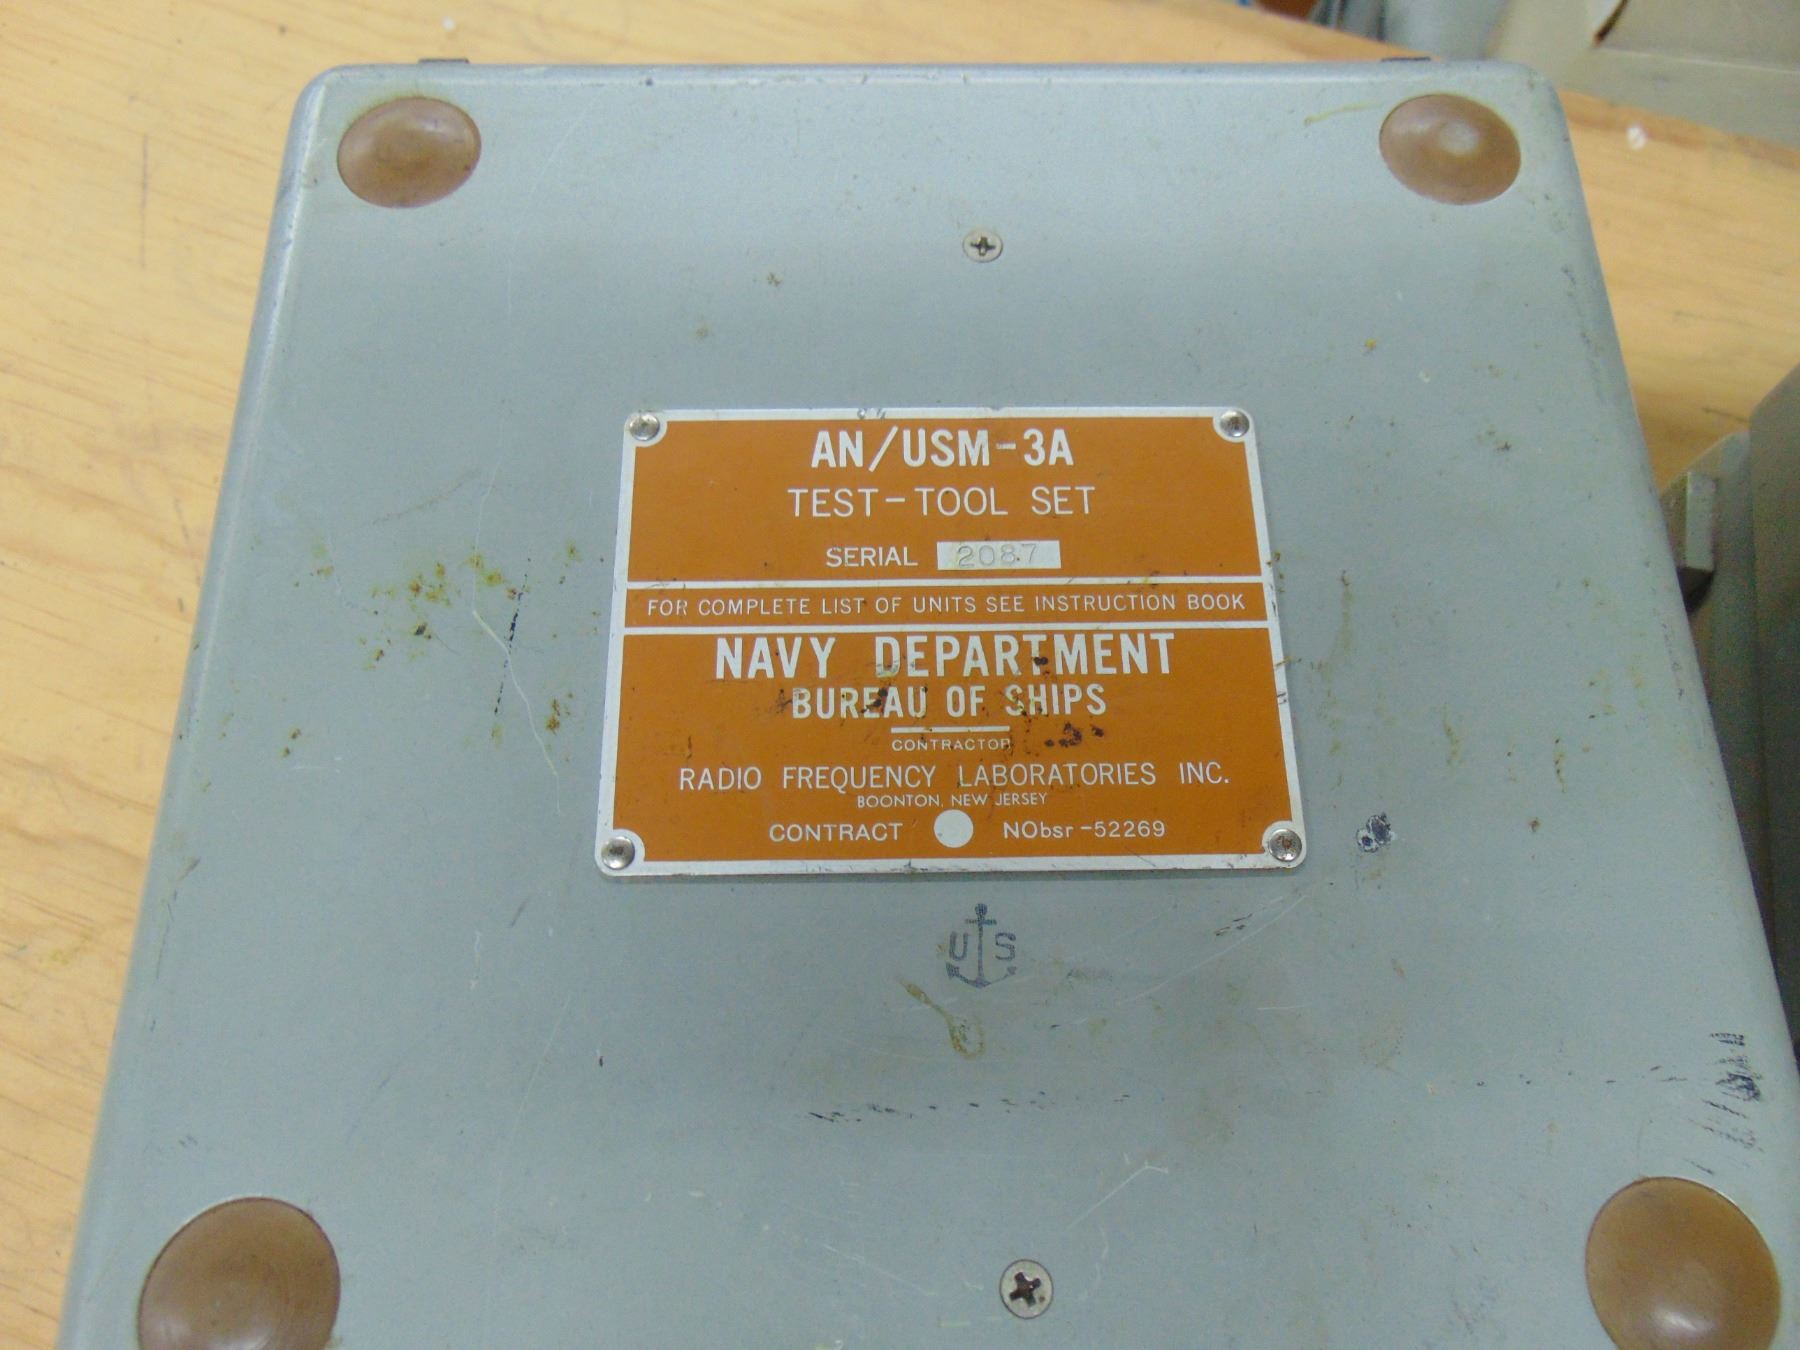 AN/USM-3A
TEST-TOOL SET
SERIAL 2087
FOR COMPLETE LIST OF UNITS SEE INSTRUCTION BOOK
NAVY DEPARTMENT
BUREAU OF SHIPS
CONTRACTOR
RADIO FREQUENCY LABORATORIES INC.
BOONTON, NEW JERSEY
CONTRACT NObsr-52269
U S